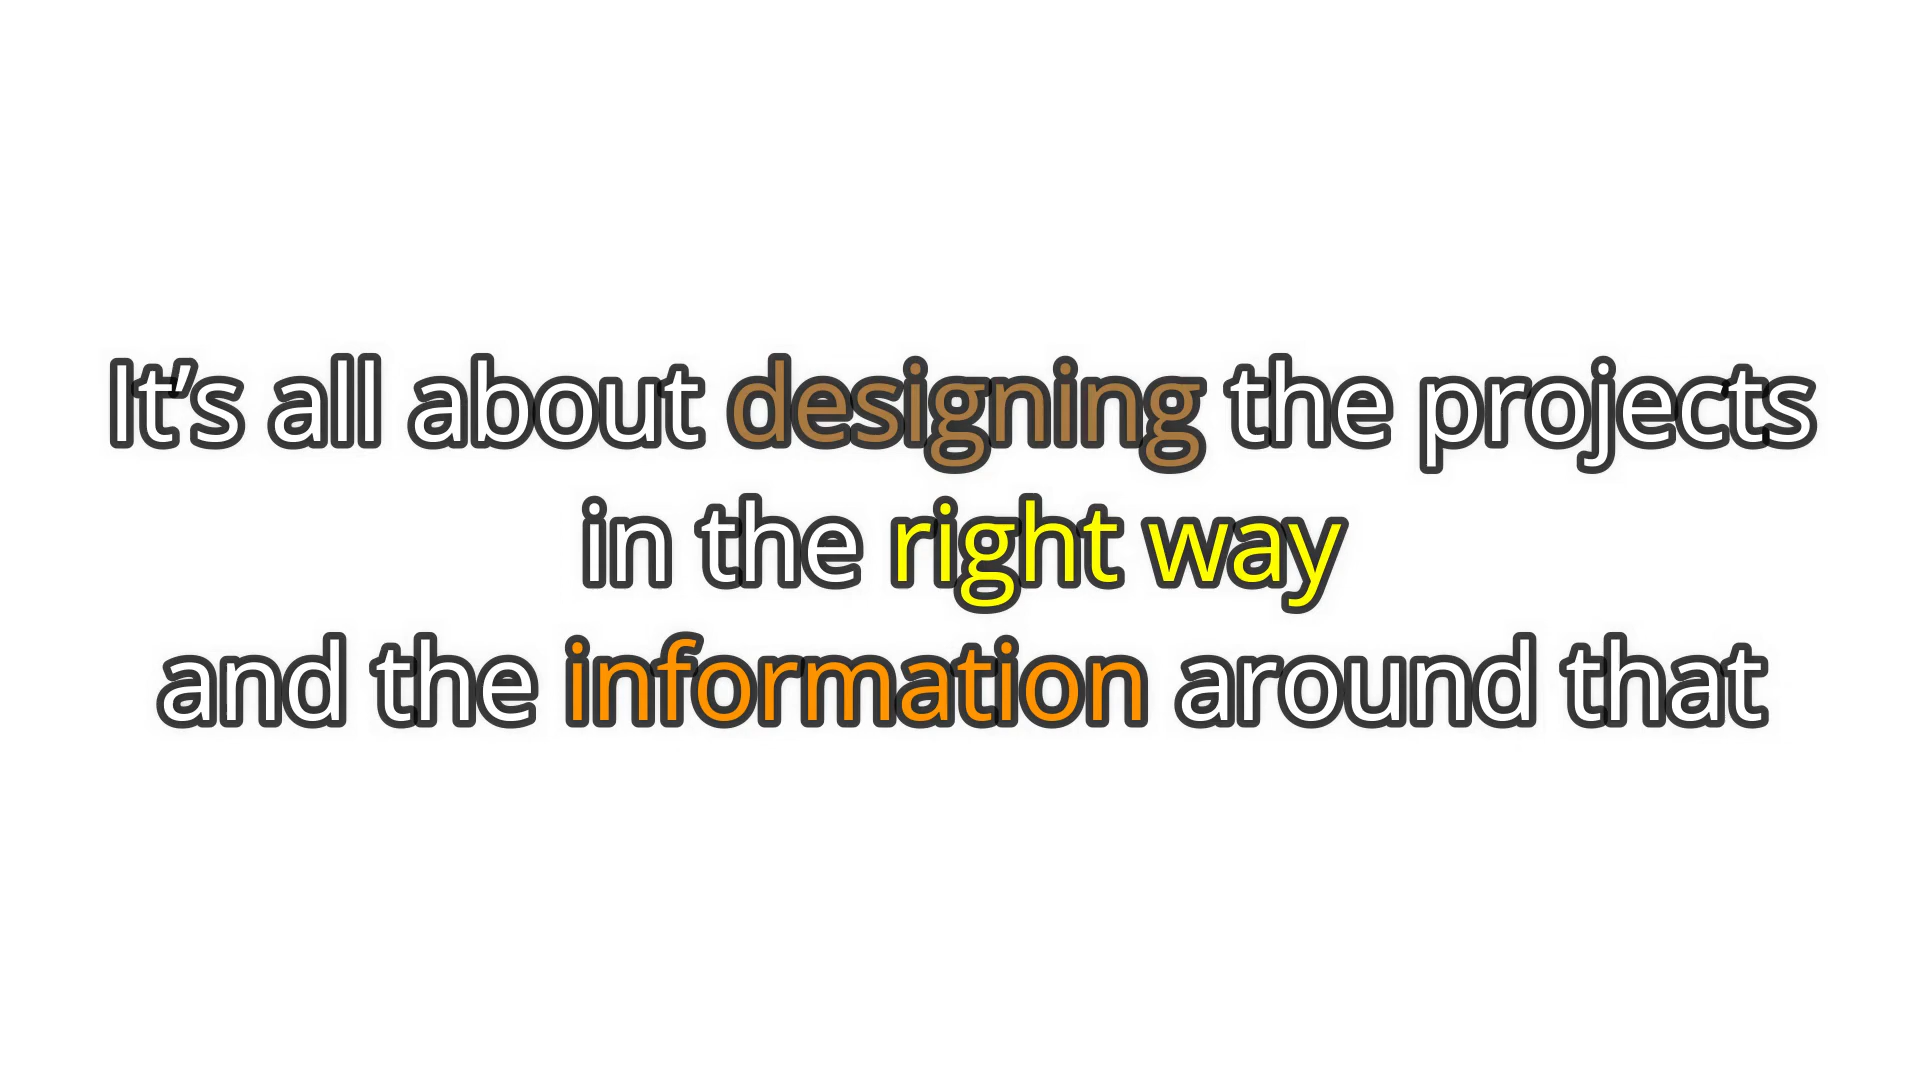 It’s all about designing the projects
in the right way
and the information around that